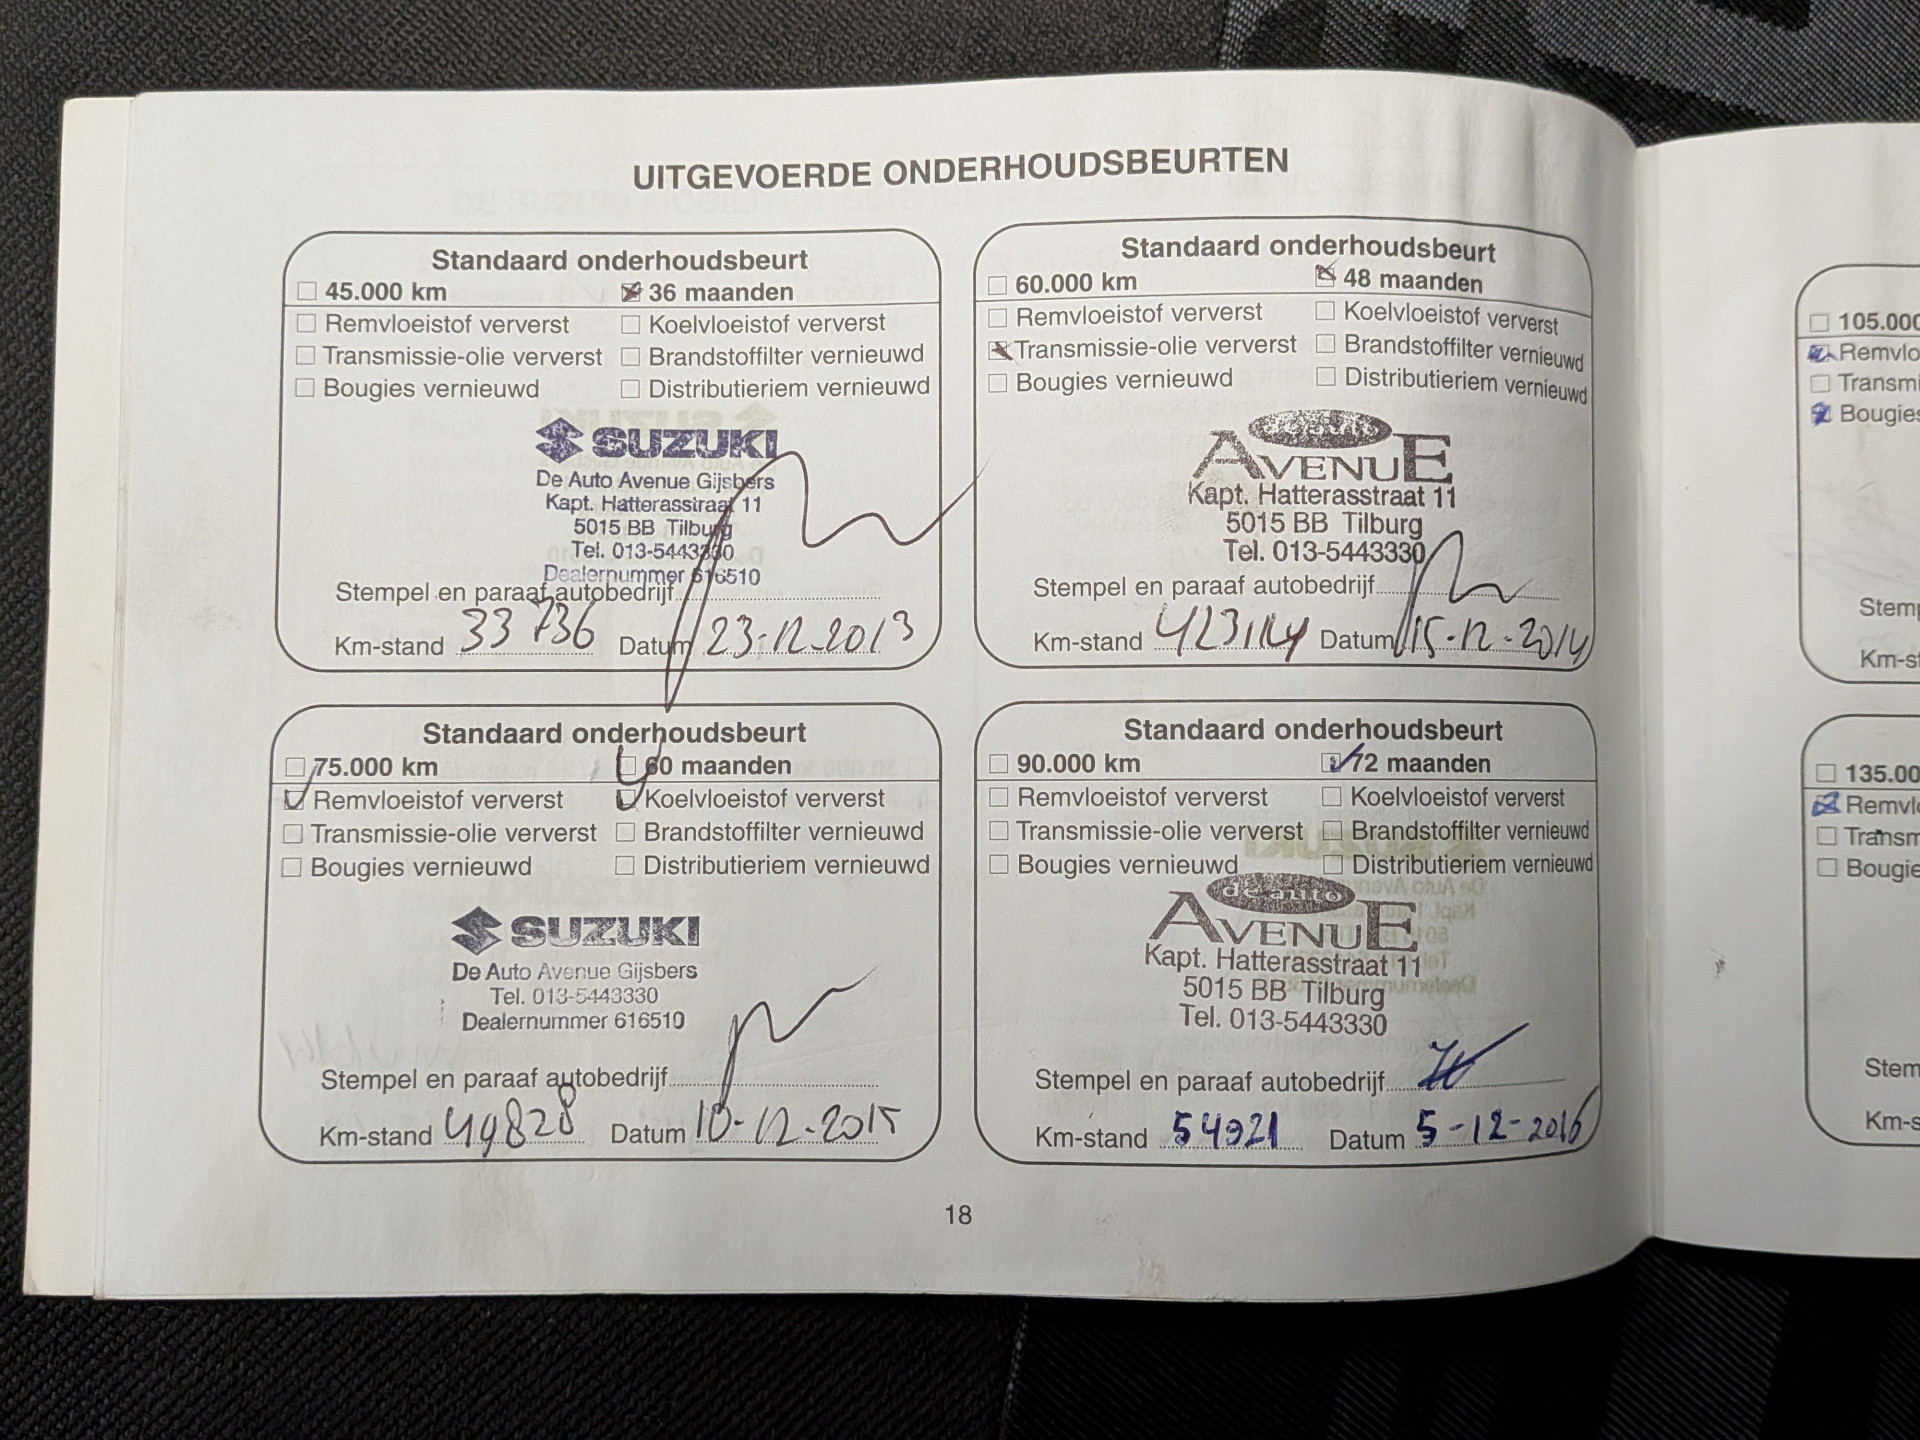 UITGEVOERDE ONDERHOUDSBEURTEN
Standaard onderhoudsbeurt
45.000 km 36 maanden
Remvloeistof ververst Koelvloeistof ververst
Transmissie-olie ververst Brandstoffilter vernieuwd
Bougies vernieuwd Distributieriem vernieuwd
SUZUKI
De Auto Avenue Gijsbers
Kapt. Hatterasstraat 11
5015 BB Tilburg
Tel. 013-5443330
Dealernummer 616510
Stempel en paraaf autobedrijf
Km-stand 33736 Datum 23-12-2013
Standaard onderhoudsbeurt
60.000 km 48 maanden
Remvloeistof ververst Koelvloeistof ververst
Transmissie-olie ververst Brandstoffilter vernieuwd
Bougies vernieuwd Distributieriem vernieuwd
AVENUE
Kapt. Hatterasstraat 11
5015 BB Tilburg
Tel. 013-5443330
Stempel en paraaf autobedrijf
Km-stand Datum 15-12-2014
Standaard onderhoudsbeurt
75.000 km 60 maanden
Remvloeistof ververst Koelvloeistof ververst
Transmissie-olie ververst Brandstoffilter vernieuwd
Bougies vernieuwd Distributieriem vernieuwd
SUZUKI
De Auto Avenue Gijsbers
Tel. 013-5443330
Dealernummer 616510
Stempel en paraaf autobedrijf
Km-stand 49828 Datum 10-12-2015
Standaard onderhoudsbeurt
90.000 km 72 maanden
Remvloeistof ververst Koelvloeistof ververst
Transmissie-olie ververst Brandstoffilter vernieuwd
Bougies vernieuwd Distributieriem vernieuwd
de auto
AVENUE
Kapt. Hatterasstraat 11
5015 BB Tilburg
Tel. 013-5443330
Stempel en paraaf autobedrijf
Km-stand 54921 Datum 5-12-2016
18
105.000
Remvlo
Transmi
Bougies
Stemp
Km-st
135.00
Remvlo
Transm
Bougie
Stem
Km-s